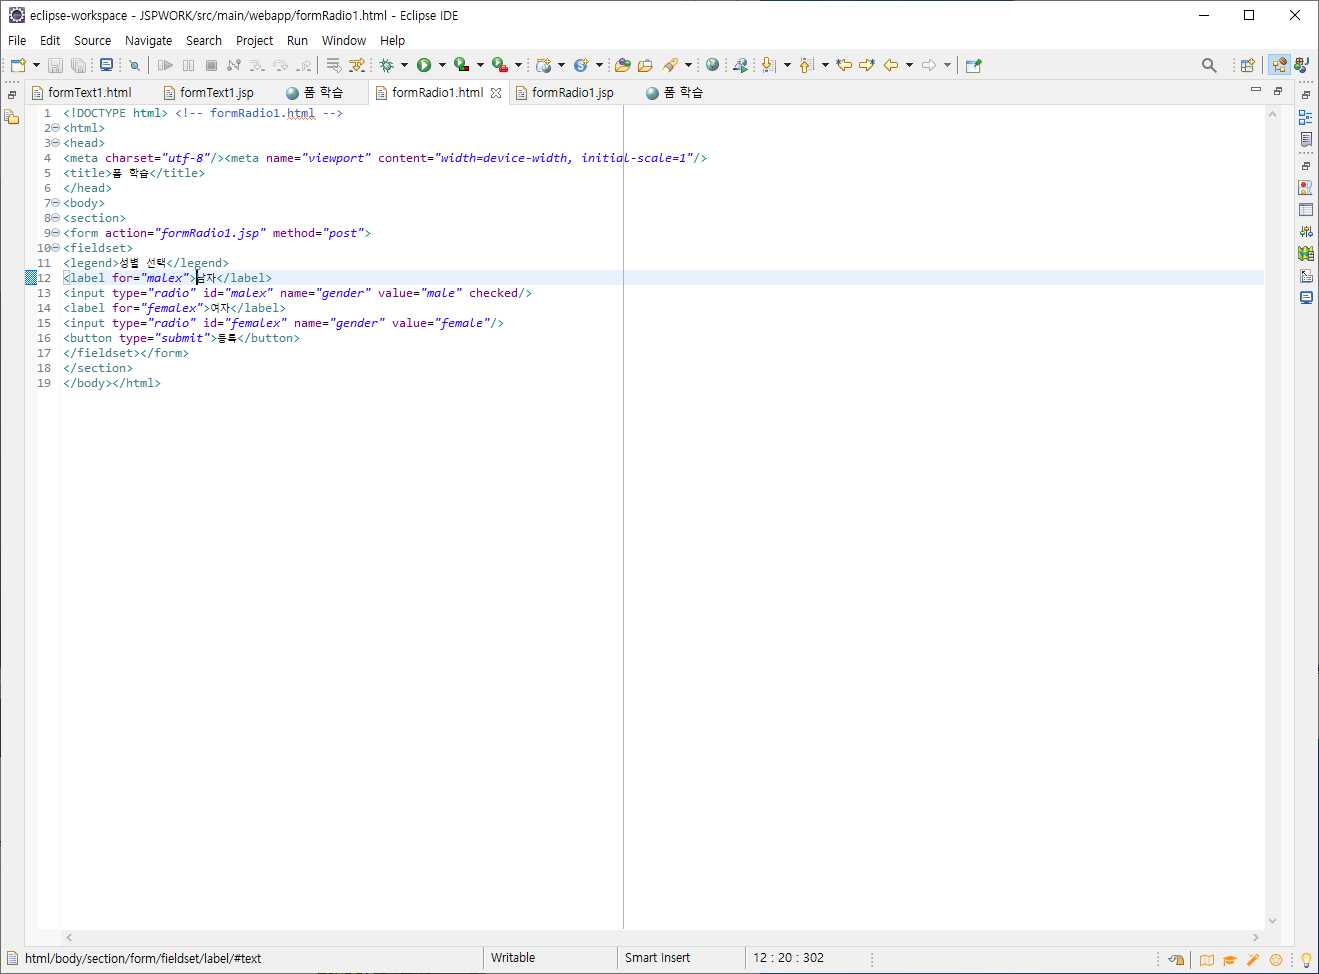 eclipse-workspace - JSPWORK/src/main/webapp/formRadio1.html - Eclipse IDE
File Edit Source Navigate Search Project Run Window Help
formText1.html formText1.jsp 폼 학습 formRadio1.html formRadio1.jsp 폼 학습
1 <!DOCTYPE html> <!-- formRadio1.html -->
2 <html>
3 <head>
4 <meta charset="utf-8"/><meta name="viewport" content="width=device-width, initial-scale=1"/>
5 <title>폼 학습</title>
6 </head>
7 <body>
8 <section>
9 <form action="formRadio1.jsp" method="post">
10 <fieldset>
11 <legend>성별 선택</legend>
12 <label for="malex">남자</label>
13 <input type="radio" id="malex" name="gender" value="male" checked/>
14 <label for="femalex">여자</label>
15 <input type="radio" id="femalex" name="gender" value="female"/>
16 <button type="submit">등록</button>
17 </fieldset></form>
18 </section>
19 </body></html>
html/body/section/form/fieldset/label/#text Writable Smart Insert 12 : 20 : 302